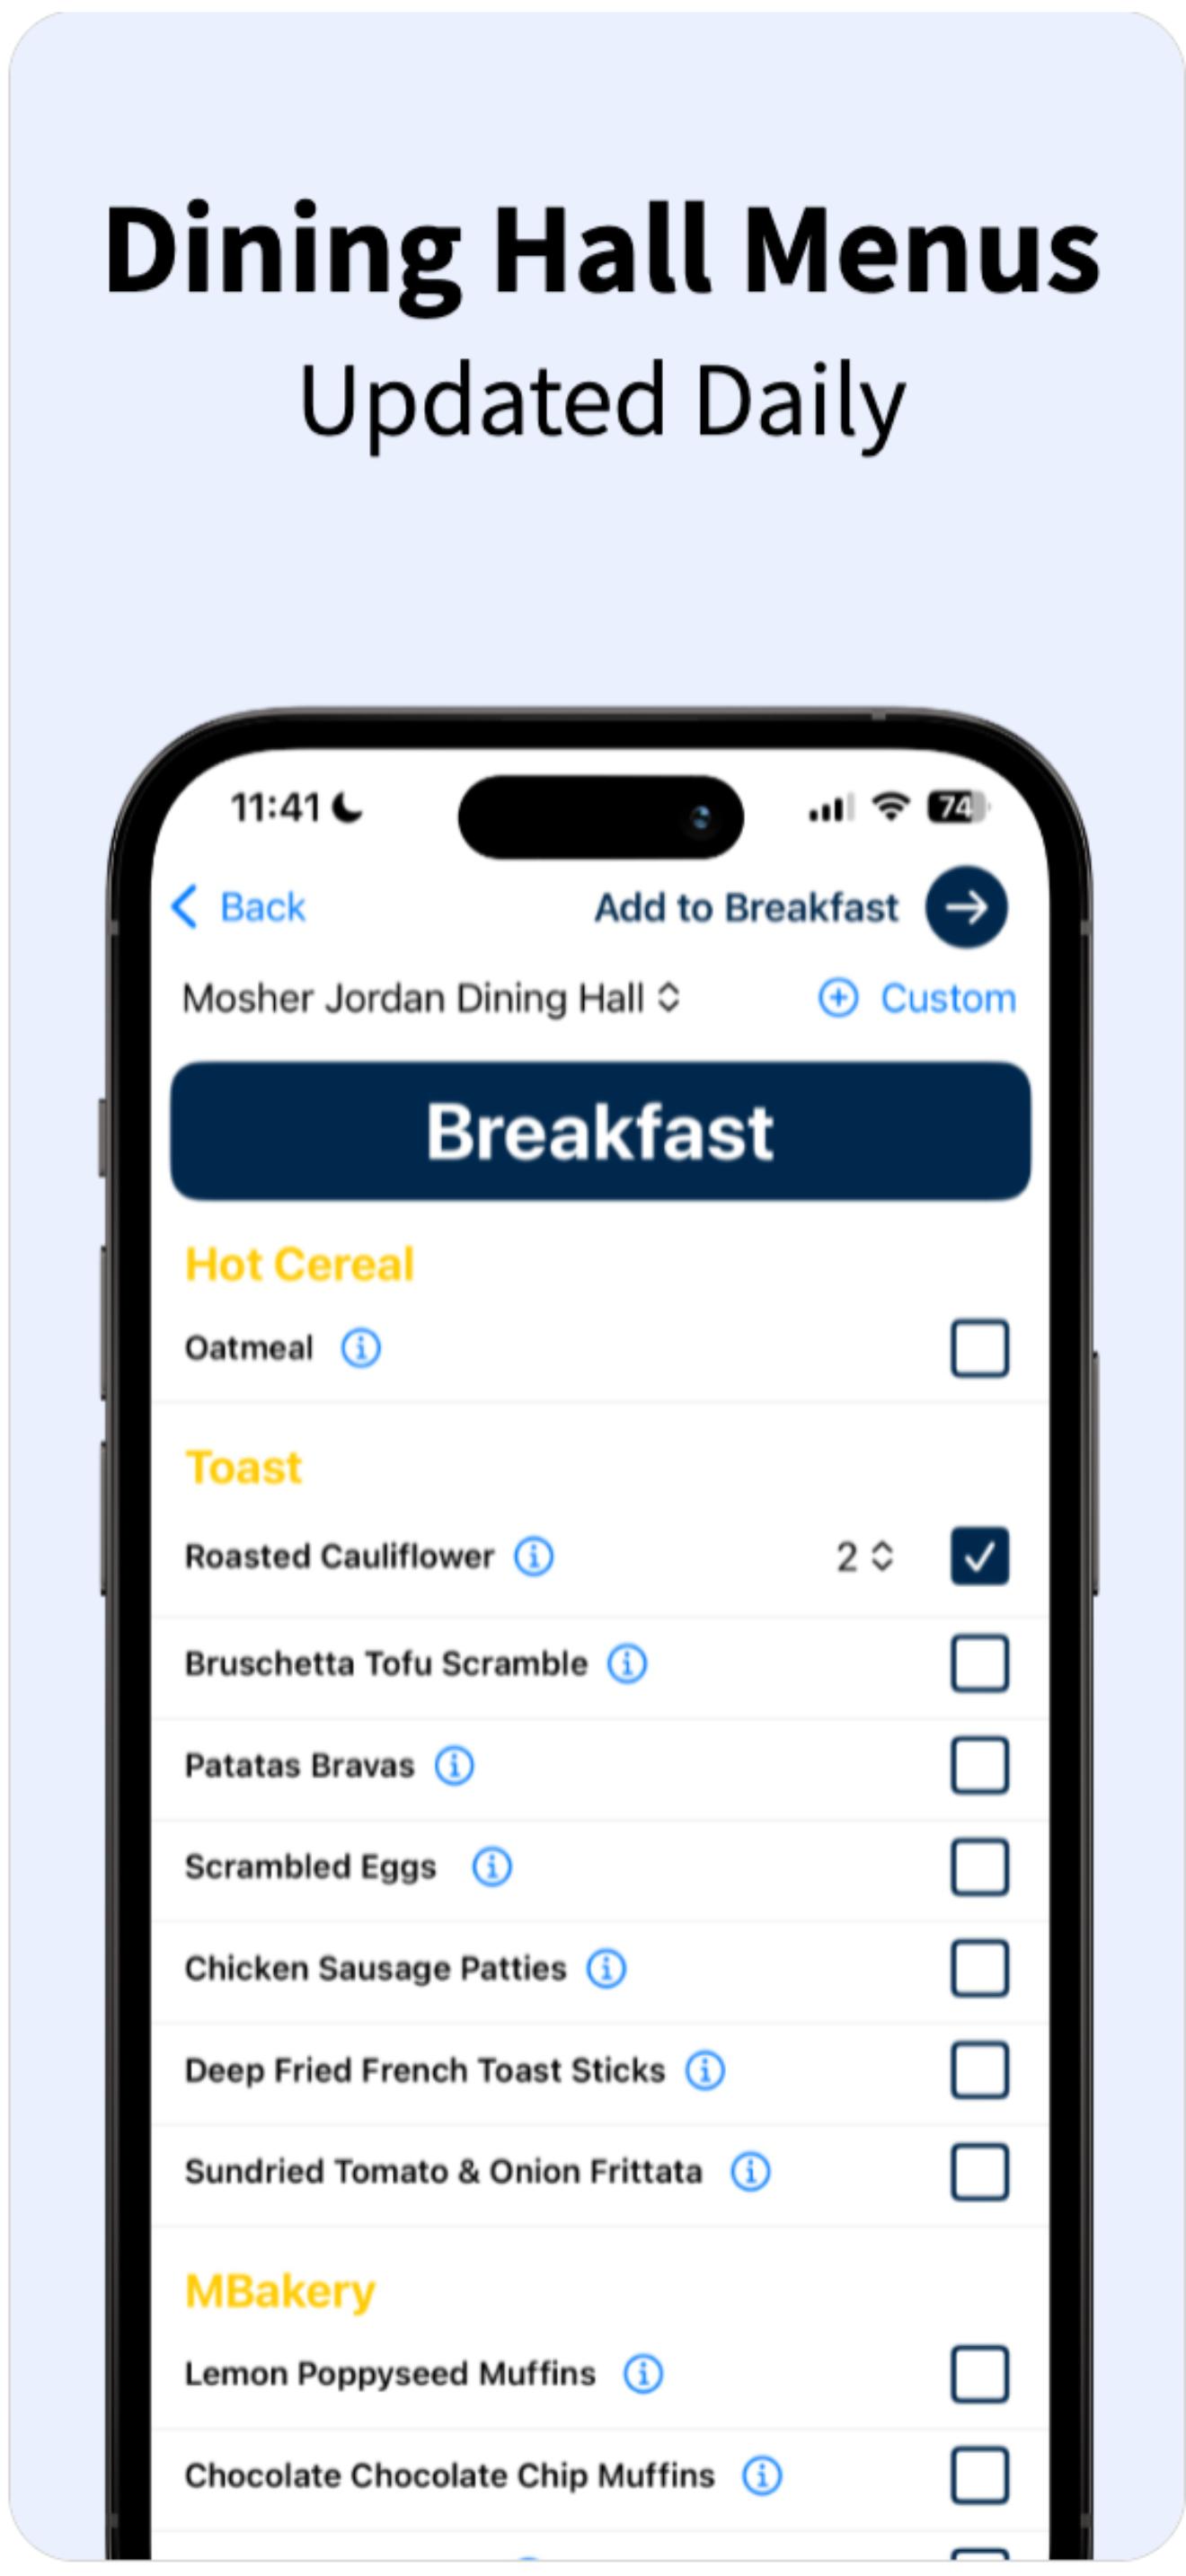 Dining Hall Menus
Updated Daily
11:41 74
Back Add to Breakfast
Mosher Jordan Dining Hall Custom
Breakfast
Hot Cereal
Oatmeal
Toast
Roasted Cauliflower 2
Bruschetta Tofu Scramble
Patatas Bravas
Scrambled Eggs
Chicken Sausage Patties
Deep Fried French Toast Sticks
Sundried Tomato & Onion Frittata
MBakery
Lemon Poppyseed Muffins
Chocolate Chocolate Chip Muffins